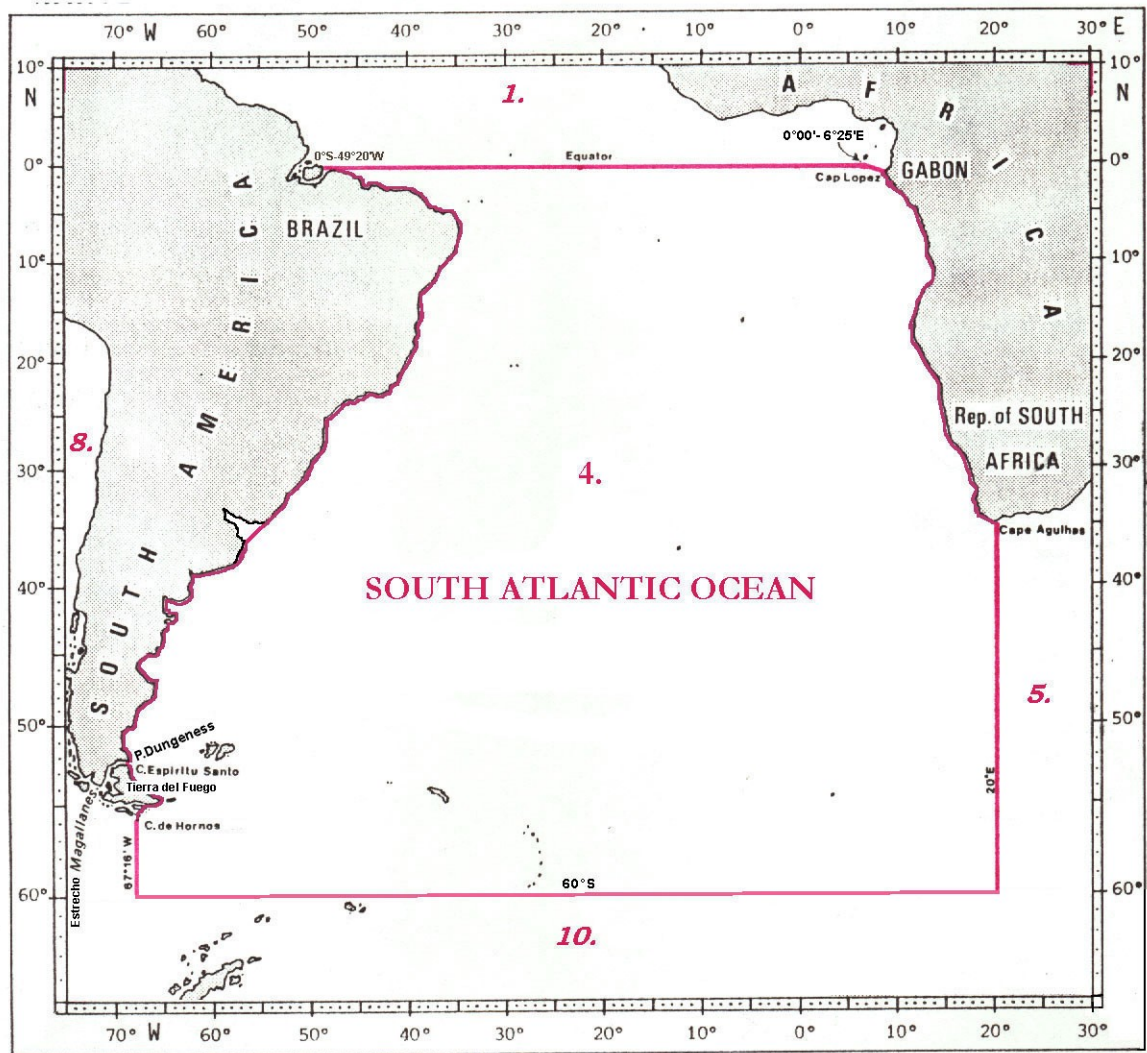 70° W 60° 50° 40° 30° 20° 10° 0° 10° 20° E 30°
10° N
10° N
1.
A F R I C A
0°00'- 6°25'E
0°S-49°20'W
Equator
0°
0°
Cap Lopez
GABON
BRAZIL
SOUTH AMERICA
10°
10°
20°
20°
8.
4.
Rep. of SOUTH
AFRICA
30°
30°
Cape Agulhas
SOUTH ATLANTIC OCEAN
40°
40°
5.
50°
50°
P.Dungeness
C.Espiritu Santo
Tierra del Fuego
Estrecho Magallanes
C.de Hornos
67°16' W
20°E
60°S
60°
60°
10.
70° W 60° 50° 40° 30° 20° 10° 0° 10° 20° E 30°